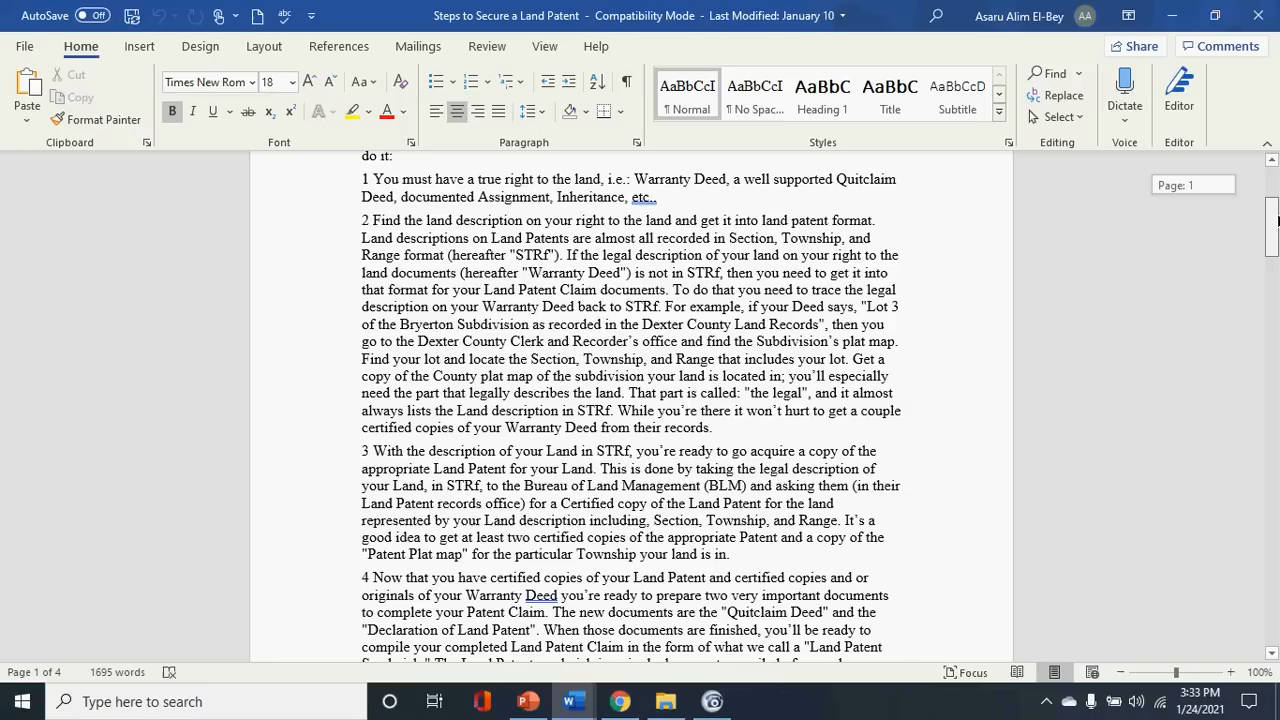 AutoSave Off
Steps to Secure a Land Patent - Compatibility Mode - Last Modified: January 10
Asaru Alim El-Bey AA
File Home Insert Design Layout References Mailings Review View Help
Share Comments
Paste
Cut
Copy
Format Painter
Clipboard
Times New Rom 18
Aa
B I U ab x₂ x²
A A
Font
Paragraph
AaBbCcI AaBbCcI AaBbC AaBbC AaBbCcD
¶ Normal ¶ No Spac... Heading 1 Title Subtitle
Styles
Find
Replace
Select
Editing
Dictate
Voice
Editor
Editor
do it:
Page: 1
1 You must have a true right to the land, i.e.: Warranty Deed, a well supported Quitclaim
Deed, documented Assignment, Inheritance, etc..
2 Find the land description on your right to the land and get it into land patent format.
Land descriptions on Land Patents are almost all recorded in Section, Township, and
Range format (hereafter "STRf"). If the legal description of your land on your right to the
land documents (hereafter "Warranty Deed") is not in STRf, then you need to get it into
that format for your Land Patent Claim documents. To do that you need to trace the legal
description on your Warranty Deed back to STRf. For example, if your Deed says, "Lot 3
of the Bryerton Subdivision as recorded in the Dexter County Land Records", then you
go to the Dexter County Clerk and Recorder's office and find the Subdivision's plat map.
Find your lot and locate the Section, Township, and Range that includes your lot. Get a
copy of the County plat map of the subdivision your land is located in; you'll especially
need the part that legally describes the land. That part is called: "the legal", and it almost
always lists the Land description in STRf. While you're there it won't hurt to get a couple
certified copies of your Warranty Deed from their records.
3 With the description of your Land in STRf, you're ready to go acquire a copy of the
appropriate Land Patent for your Land. This is done by taking the legal description of
your Land, in STRf, to the Bureau of Land Management (BLM) and asking them (in their
Land Patent records office) for a Certified copy of the Land Patent for the land
represented by your Land description including, Section, Township, and Range. It's a
good idea to get at least two certified copies of the appropriate Patent and a copy of the
"Patent Plat map" for the particular Township your land is in.
4 Now that you have certified copies of your Land Patent and certified copies and or
originals of your Warranty Deed you're ready to prepare two very important documents
to complete your Patent Claim. The new documents are the "Quitclaim Deed" and the
"Declaration of Land Patent". When those documents are finished, you'll be ready to
compile your completed Land Patent Claim in the form of what we call a "Land Patent
Page 1 of 4 1695 words
Focus
100%
Type here to search
3:33 PM
1/24/2021